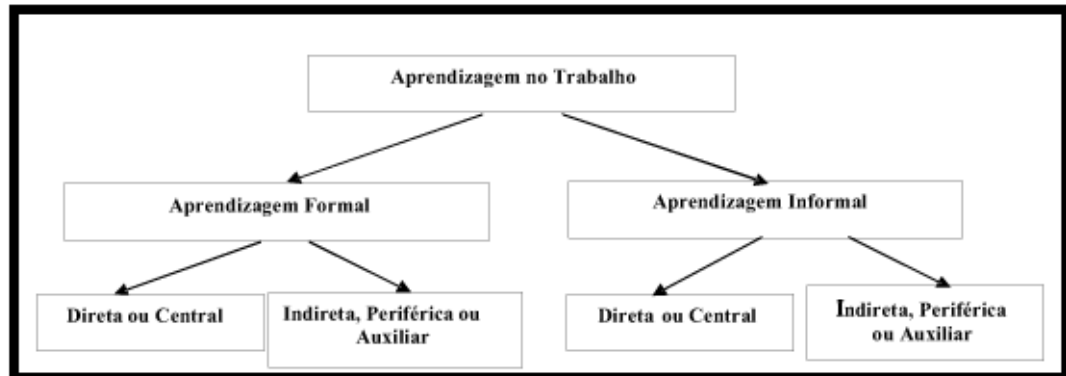 Aprendizagem no Trabalho
Aprendizagem Formal
Aprendizagem Informal
Direta ou Central
Indireta, Periférica ou
Auxiliar
Direta ou Central
Indireta, Periférica
ou Auxiliar